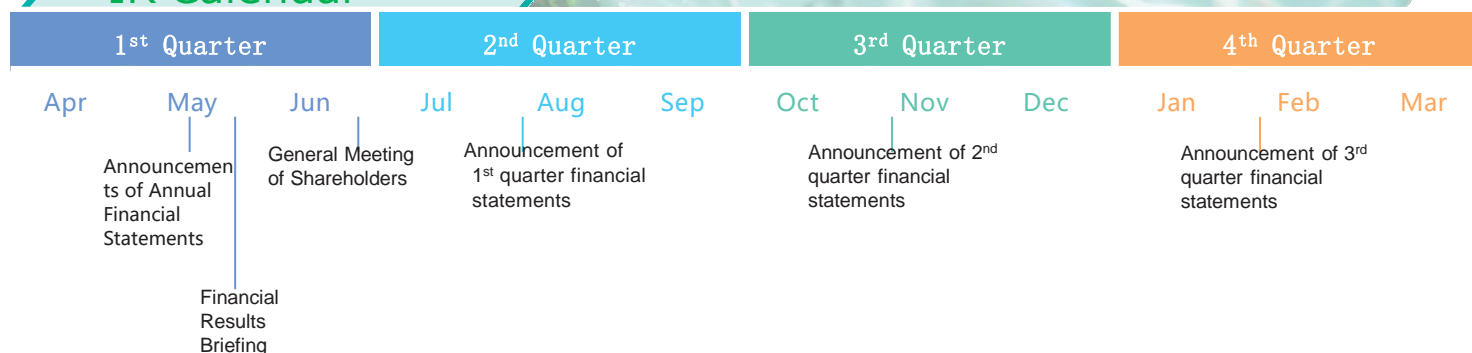 IR Calendar
1st Quarter
2nd Quarter
3rd Quarter
4th Quarter
Apr May Jun Jul Aug Sep Oct Nov Dec Jan Feb Mar
Announcemen
ts of Annual
Financial
Statements
Financial
Results
Briefing
General Meeting
of Shareholders
Announcement of
1st quarter financial
statements
Announcement of 2nd
quarter financial
statements
Announcement of 3rd
quarter financial
statements